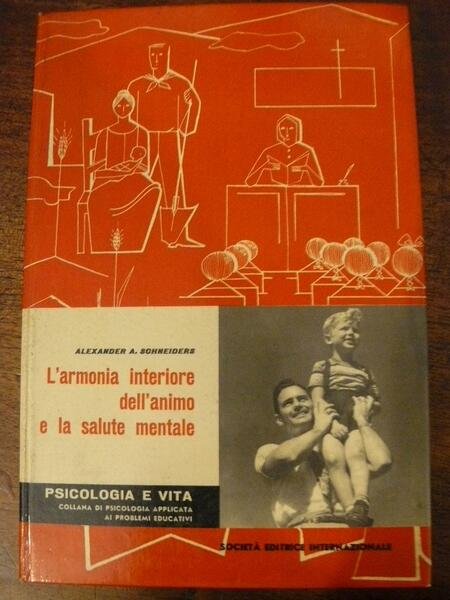 ALEXANDER A. SCHNEIDERS
L'armonia interiore
dell'animo
e la salute mentale
PSICOLOGIA E VITA
COLLANA DI PSICOLOGIA APPLICATA
AI PROBLEMI EDUCATIVI
SOCIETÀ EDITRICE INTERNAZIONALE